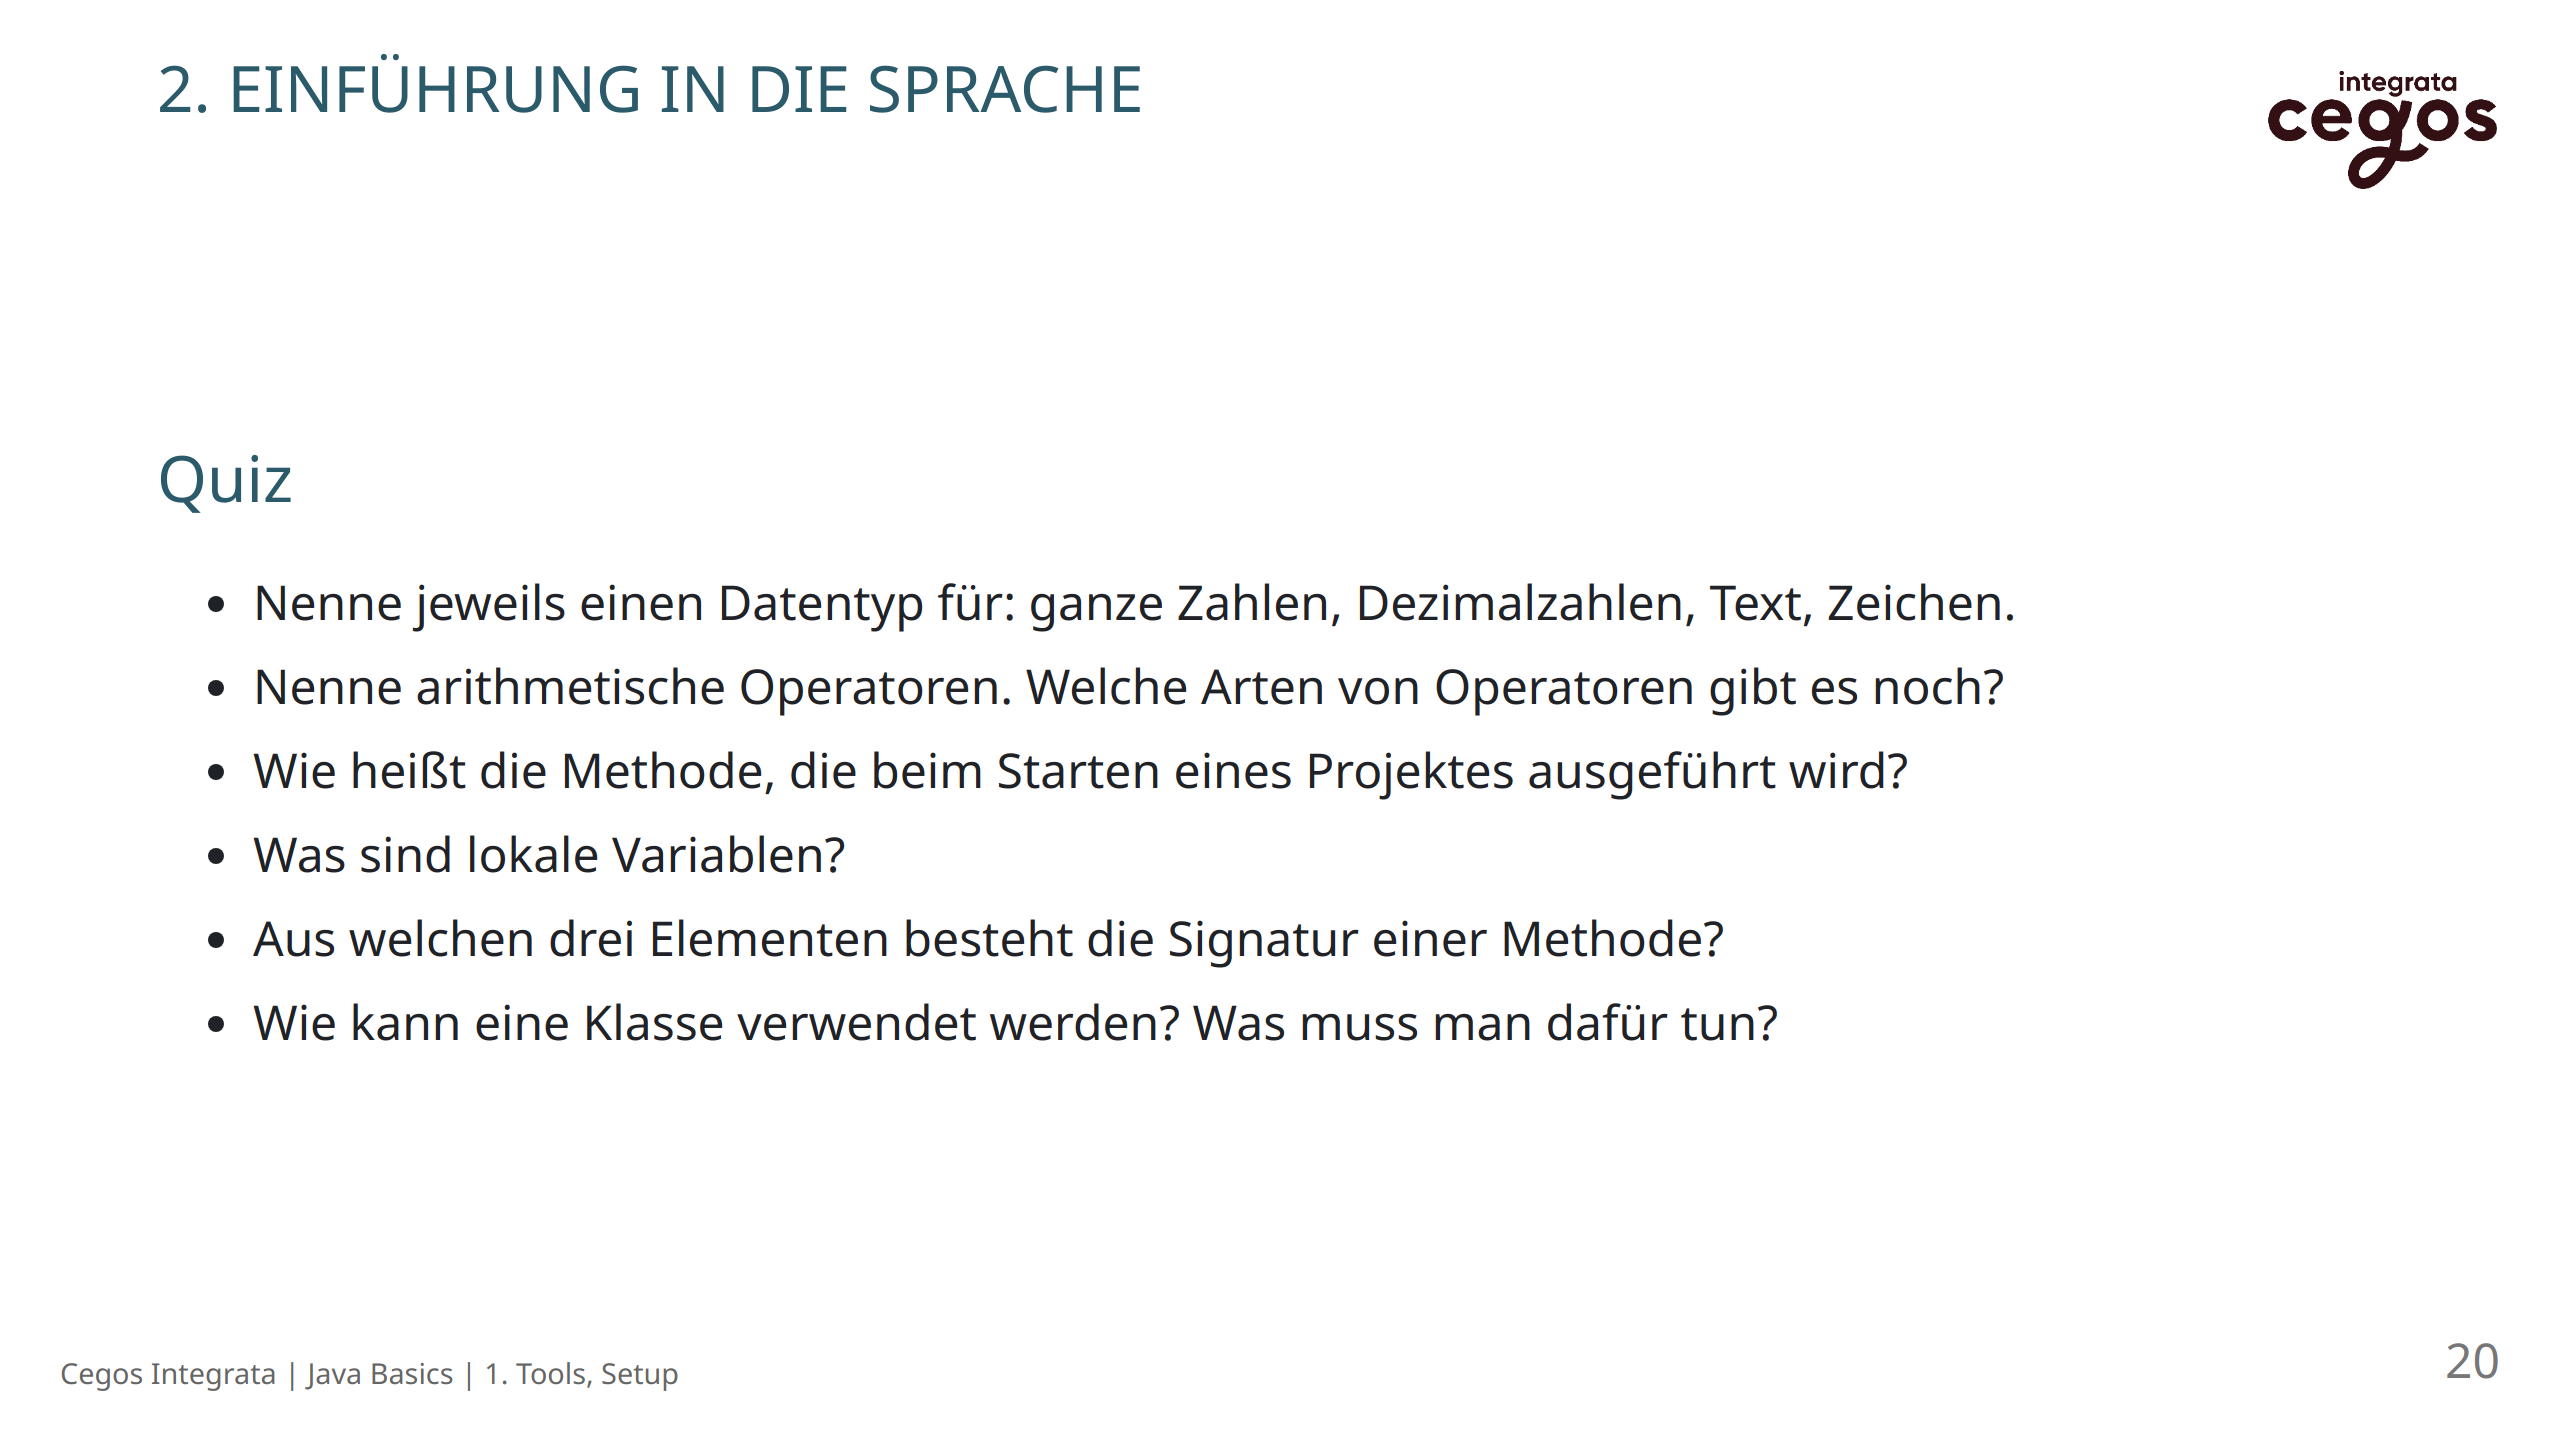 2. EINFÜHRUNG IN DIE SPRACHE
integrata
cegos
Quiz
• Nenne jeweils einen Datentyp für: ganze Zahlen, Dezimalzahlen, Text, Zeichen.
• Nenne arithmetische Operatoren. Welche Arten von Operatoren gibt es noch?
• Wie heißt die Methode, die beim Starten eines Projektes ausgeführt wird?
• Was sind lokale Variablen?
• Aus welchen drei Elementen besteht die Signatur einer Methode?
• Wie kann eine Klasse verwendet werden? Was muss man dafür tun?
Cegos Integrata | Java Basics | 1. Tools, Setup
20